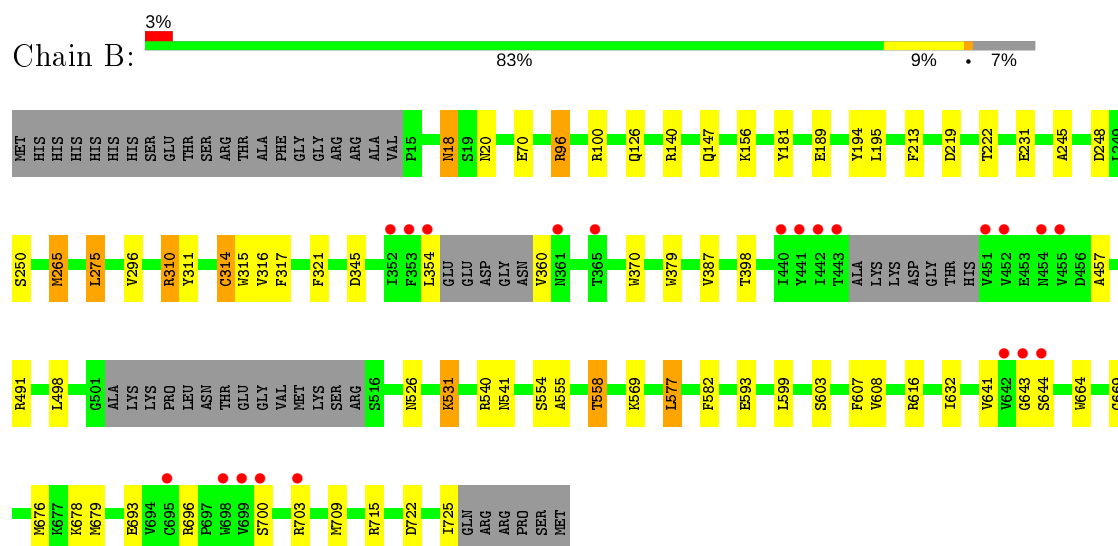 3%
Chain B:
83% 9% • 7%
MET HIS HIS HIS HIS HIS HIS SER GLU THR SER ARG THR ALA PHE GLY GLY ARG ARG ALA VAL P15 N18 S19 N20 E70 R96 R100 Q126 R140 Q147 K156 Y181 E189 Y194 L195 F213 D219 T222 E231 A245 D248 L249
S250 M265 L275 V296 R310 Y311 C314 W315 V316 F317 F321 D345 I352 F353 L354 GLU GLU ASP GLY ASN V360 N361 T365 W370 W379 V387 T398 I440 Y441 I442 T443 ALA LYS LYS ASP GLY THR HIS V451 V452 E453 N454 V455 D456 A457
R491 L498 G501 ALA LYS LYS PRO LEU ASN THR GLU GLY VAL MET LYS SER ARG S516 N526 K531 R540 N541 S554 A555 T558 K569 L577 F582 E593 L599 S603 F607 V608 R616 I632 V641 V642 G643 S644 W664
M676 K677 K678 M679 E693 V694 C695 R696 P697 W698 V699 S700 R703 M709 R715 D722 I725 GLN ARG ARG PRO SER MET